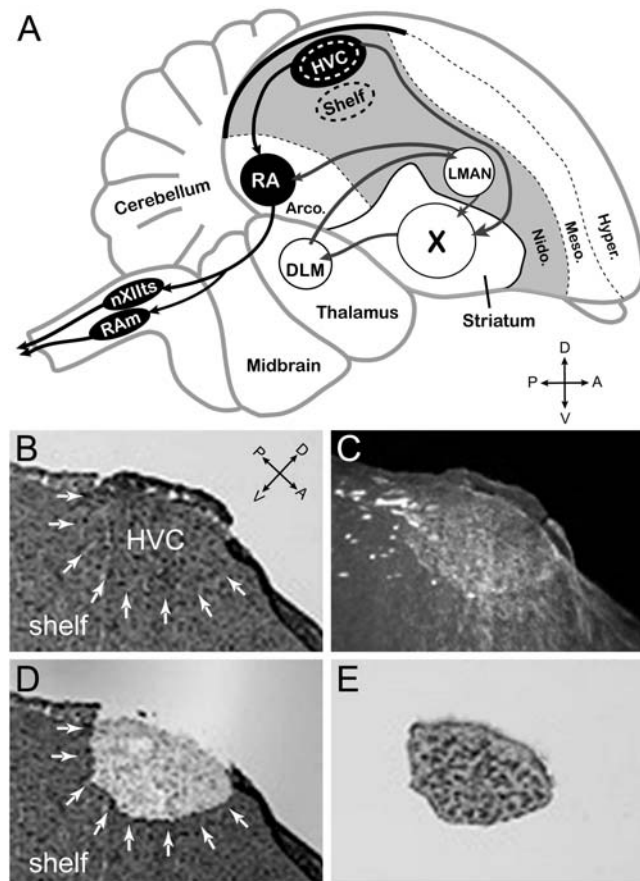 A
HVC
Shelf
RA
LMAN
Cerebellum
Arco.
X
Nido.
Meso.
Hyper.
DLM
nXIIts
RAm
Thalamus
Striatum
Midbrain
D
P
A
V
B
P
D
V
A
HVC
shelf
C
D
shelf
E